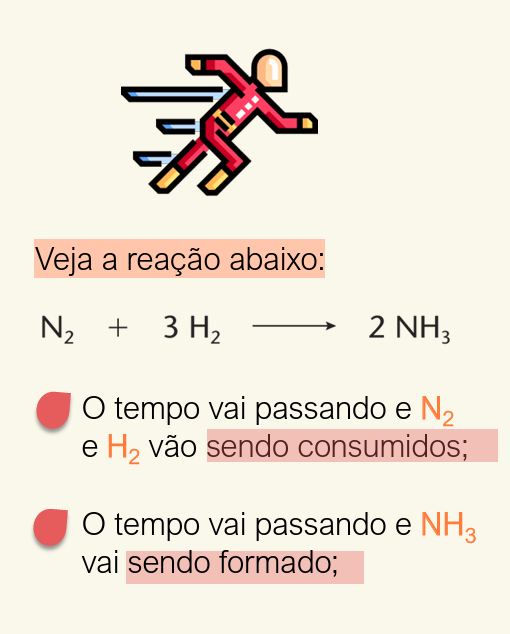 Veja a reação abaixo:
N₂ + 3 H₂ ⟶ 2 NH₃
O tempo vai passando e N₂
e H₂ vão sendo consumidos;
O tempo vai passando e NH₃
vai sendo formado;